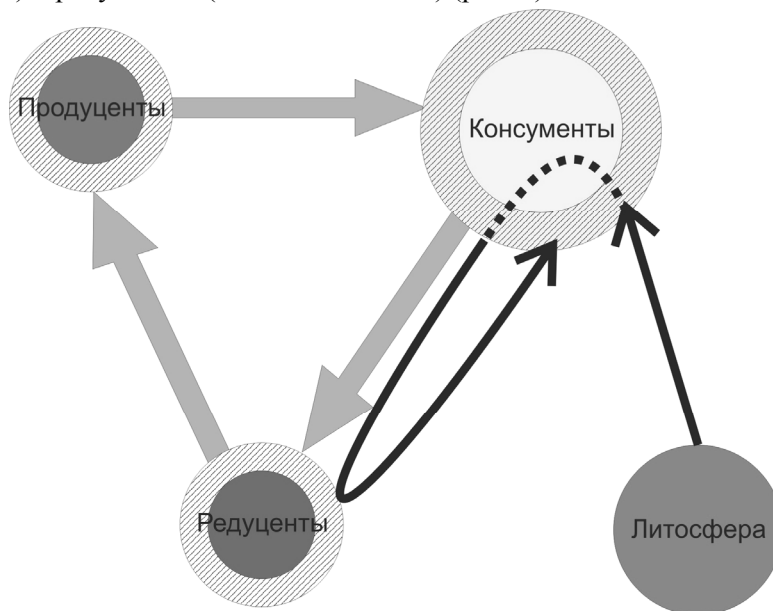 Продуценты
Консументы
Редуценты
Литосфера